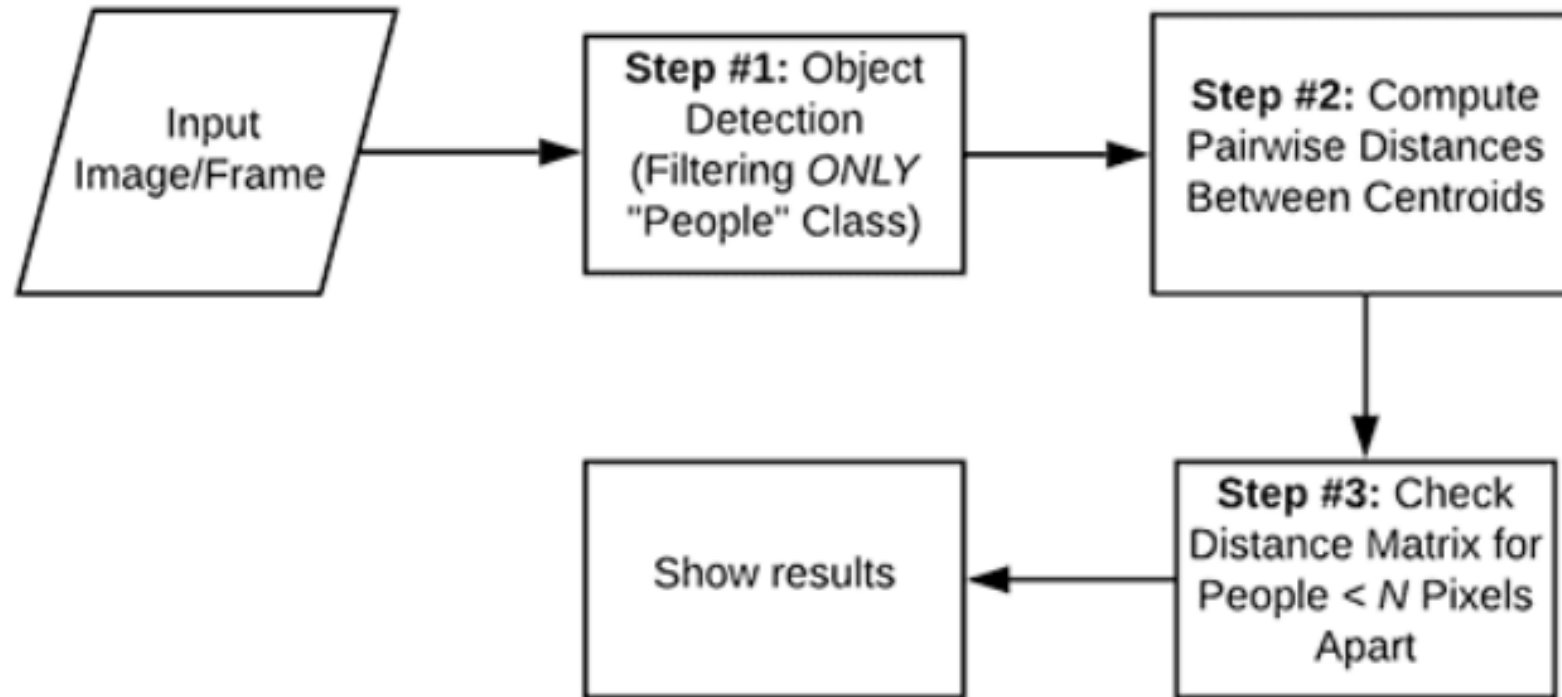 Input
Image/Frame
Step #1: Object
Detection
(Filtering ONLY
"People" Class)
Step #2: Compute
Pairwise Distances
Between Centroids
Step #3: Check
Distance Matrix for
People < N Pixels
Apart
Show results